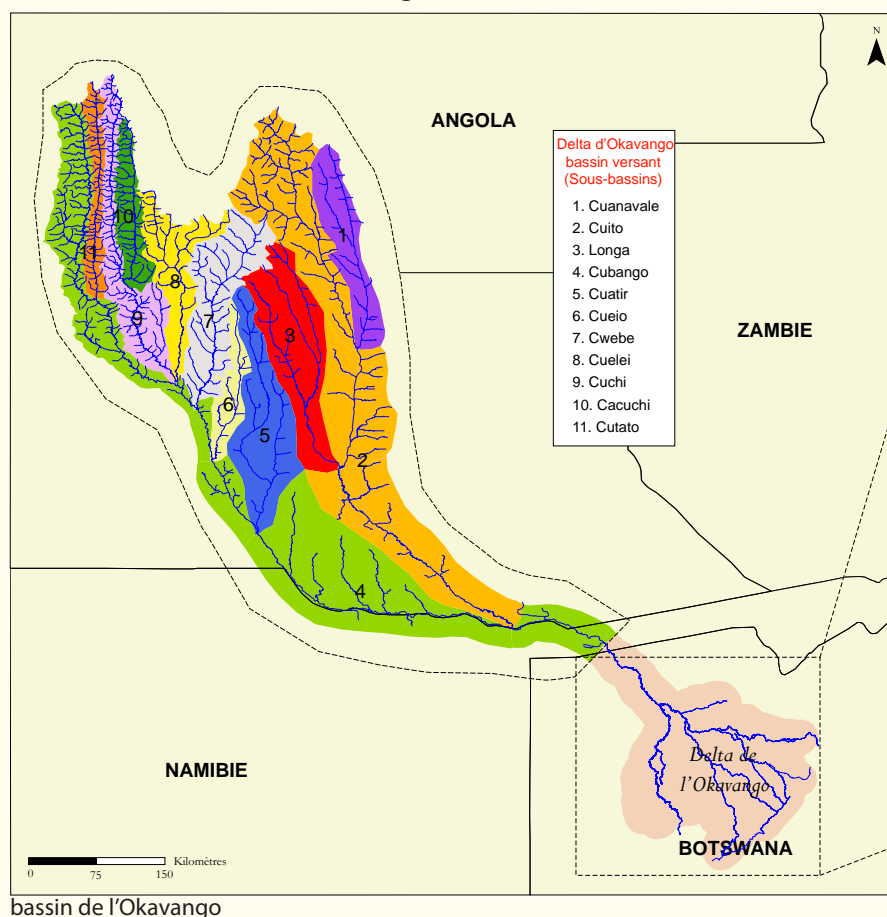 N
ANGOLA
Delta d'Okavango
bassin versant
(Sous-bassins)
1. Cuanavale
2. Cuito
3. Longa
4. Cubango
5. Cuatir
6. Cueio
7. Cwebe
8. Cuelei
9. Cuchi
10. Cacuchi
11. Cutato
10
1
11
8
9
7
3
ZAMBIE
6
5
2
4
NAMIBIE
Delta de
l'Okavango
BOTSWANA
Kilomètres
0 75 150
bassin de l'Okavango